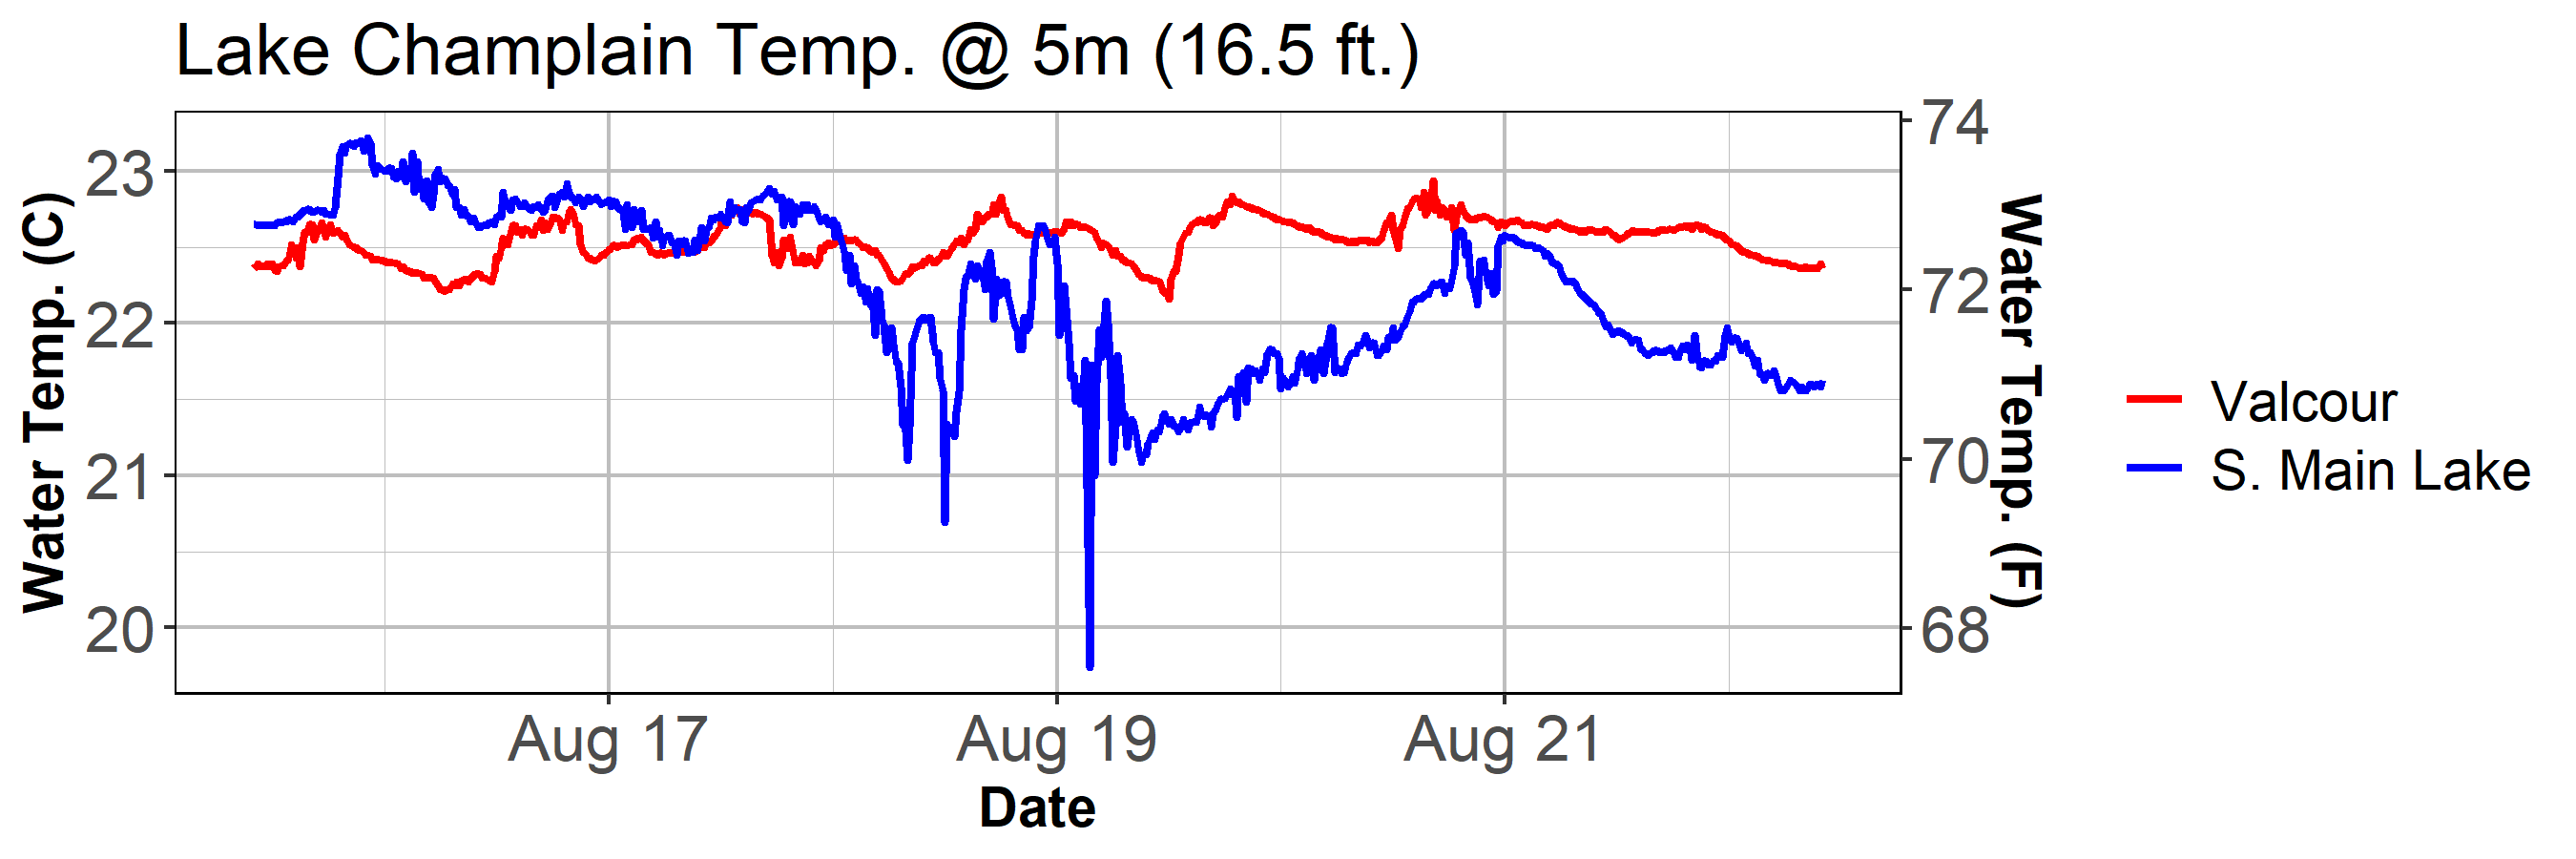 Lake Champlain Temp. @ 5m (16.5 ft.)
Water Temp. (C)
23
22
21
20
74
72
70
68
Water Temp. (F)
Aug 17
Aug 19
Aug 21
Date
Valcour
S. Main Lake